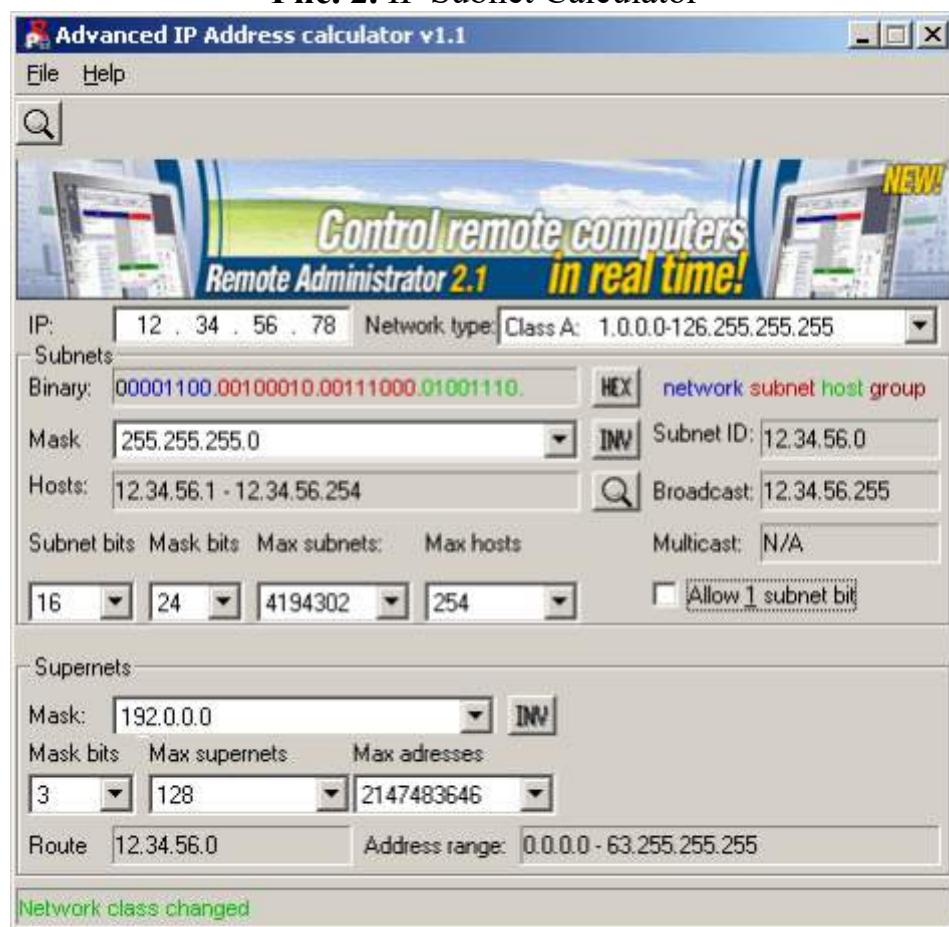 Рис. 2. IP Subnet Calculator
Advanced IP Address calculator v1.1
File Help
NEW!
Control remote computers
Remote Administrator 2.1 in real time!
IP: 12 . 34 . 56 . 78 Network type: Class A: 1.0.0.0-126.255.255.255
Subnets
Binary: 00001100.00100010.00111000.01001110. HEX network subnet host group
Mask 255.255.255.0 INV Subnet ID: 12.34.56.0
Hosts: 12.34.56.1 - 12.34.56.254 Broadcast: 12.34.56.255
Subnet bits Mask bits Max subnets: Max hosts Multicast: N/A
16 24 4194302 254 Allow 1 subnet bit
Supernets
Mask: 192.0.0.0 INV
Mask bits Max supernets Max adresses
3 128 2147483646
Route 12.34.56.0 Address range: 0.0.0.0 - 63.255.255.255
Network class changed